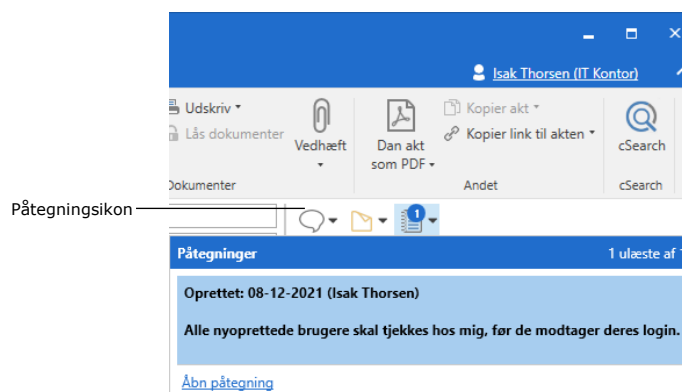 Isak Thorsen (IT Kontor)
Udskriv
Kopier akt
Lås dokumenter
Vedhæft
Dan akt
som PDF
Kopier link til akten
cSearch
Dokumenter
Andet
cSearch
Påtegningsikon
1
Påtegninger
1 ulæste af 1
Oprettet: 08-12-2021 (Isak Thorsen)
Alle nyoprettede brugere skal tjekkes hos mig, før de modtager deres login.
Åbn påtegning